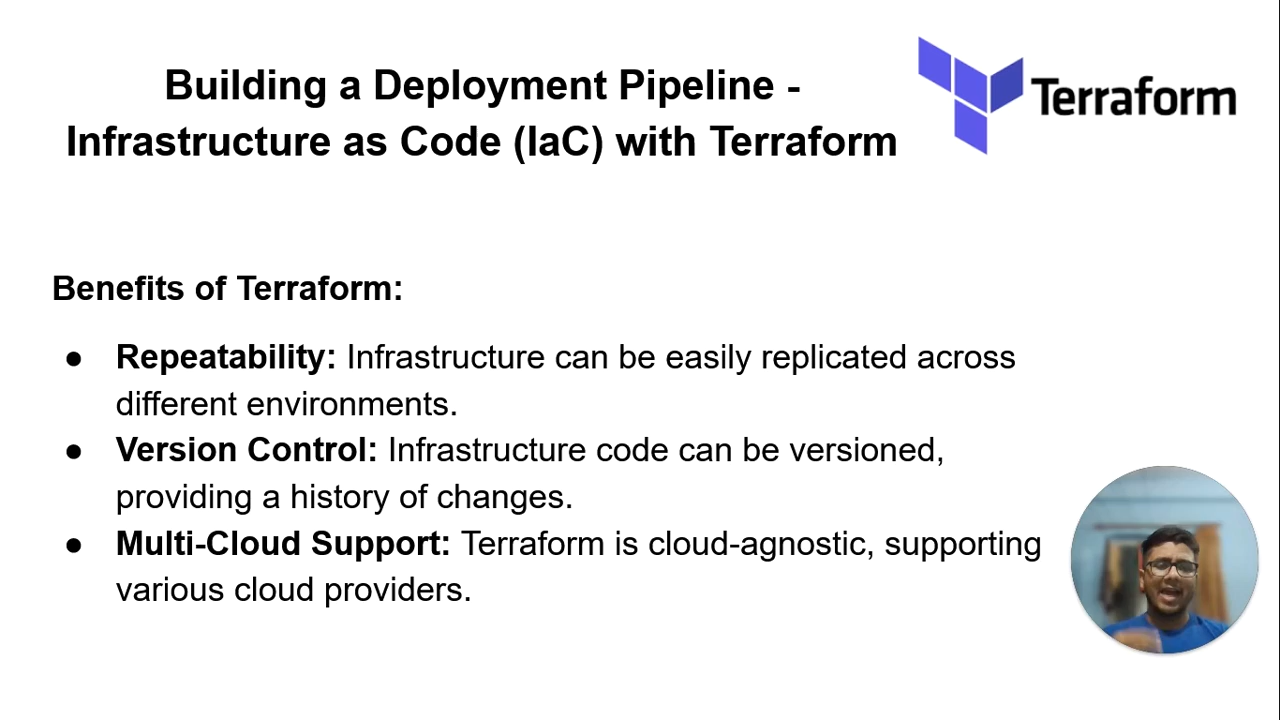 Building a Deployment Pipeline -
Infrastructure as Code (IaC) with Terraform
Terraform
Benefits of Terraform:
● Repeatability: Infrastructure can be easily replicated across
different environments.
● Version Control: Infrastructure code can be versioned,
providing a history of changes.
● Multi-Cloud Support: Terraform is cloud-agnostic, supporting
various cloud providers.